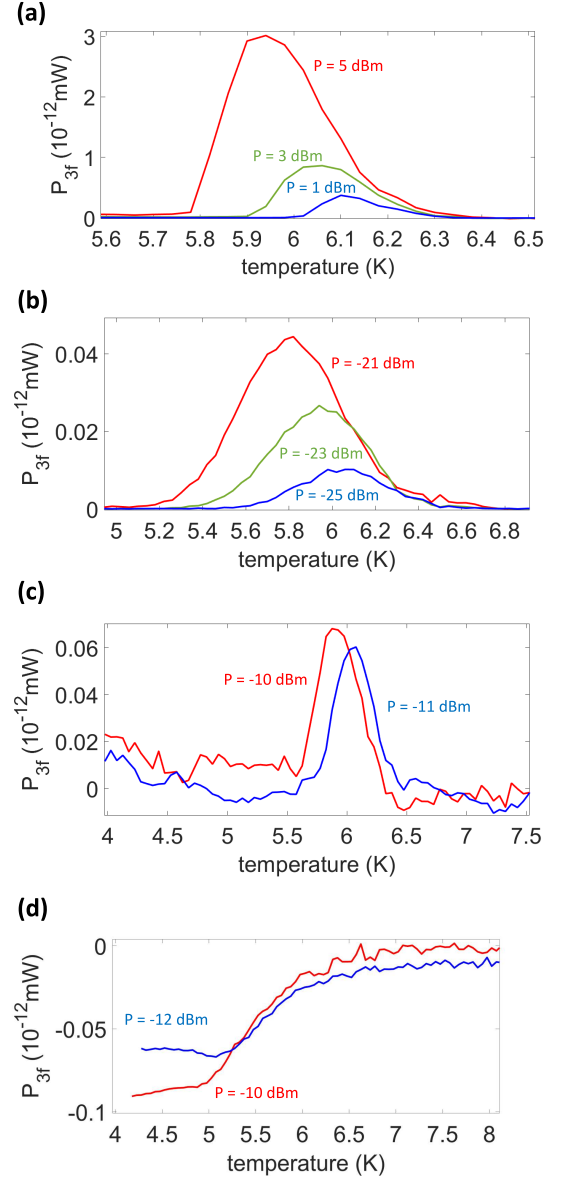 (a)
P₃f (10⁻¹²mW)
3
2
1
0
P = 5 dBm
P = 3 dBm
P = 1 dBm
5.6 5.7 5.8 5.9 6 6.1 6.2 6.3 6.4 6.5
temperature (K)
(b)
P₃f (10⁻¹²mW)
0.04
0.02
0
P = -21 dBm
P = -23 dBm
P = -25 dBm
5 5.2 5.4 5.6 5.8 6 6.2 6.4 6.6 6.8
temperature (K)
(c)
P₃f (10⁻¹²mW)
0.06
0.04
0.02
0
P = -10 dBm
P = -11 dBm
4 4.5 5 5.5 6 6.5 7 7.5
temperature (K)
(d)
P₃f (10⁻¹²mW)
0
-0.05
-0.1
P = -12 dBm
P = -10 dBm
4 4.5 5 5.5 6 6.5 7 7.5 8
temperature (K)